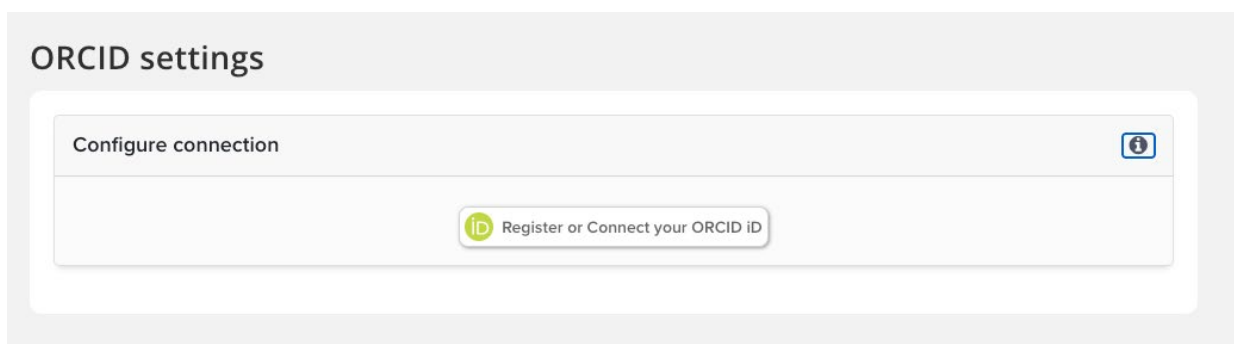 ORCID settings
Configure connection
iD Register or Connect your ORCID iD